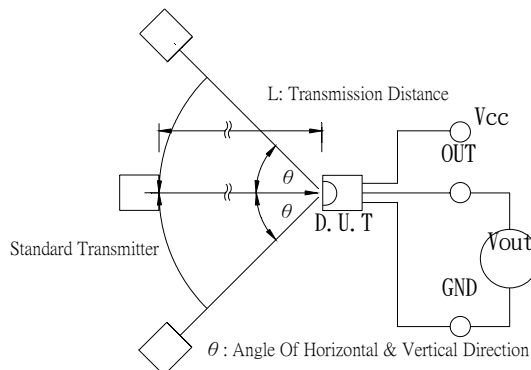 L: Transmission Distance
Vcc
OUT
θ
θ
D.U.T
Standard Transmitter
Vout
GND
θ : Angle Of Horizontal & Vertical Direction